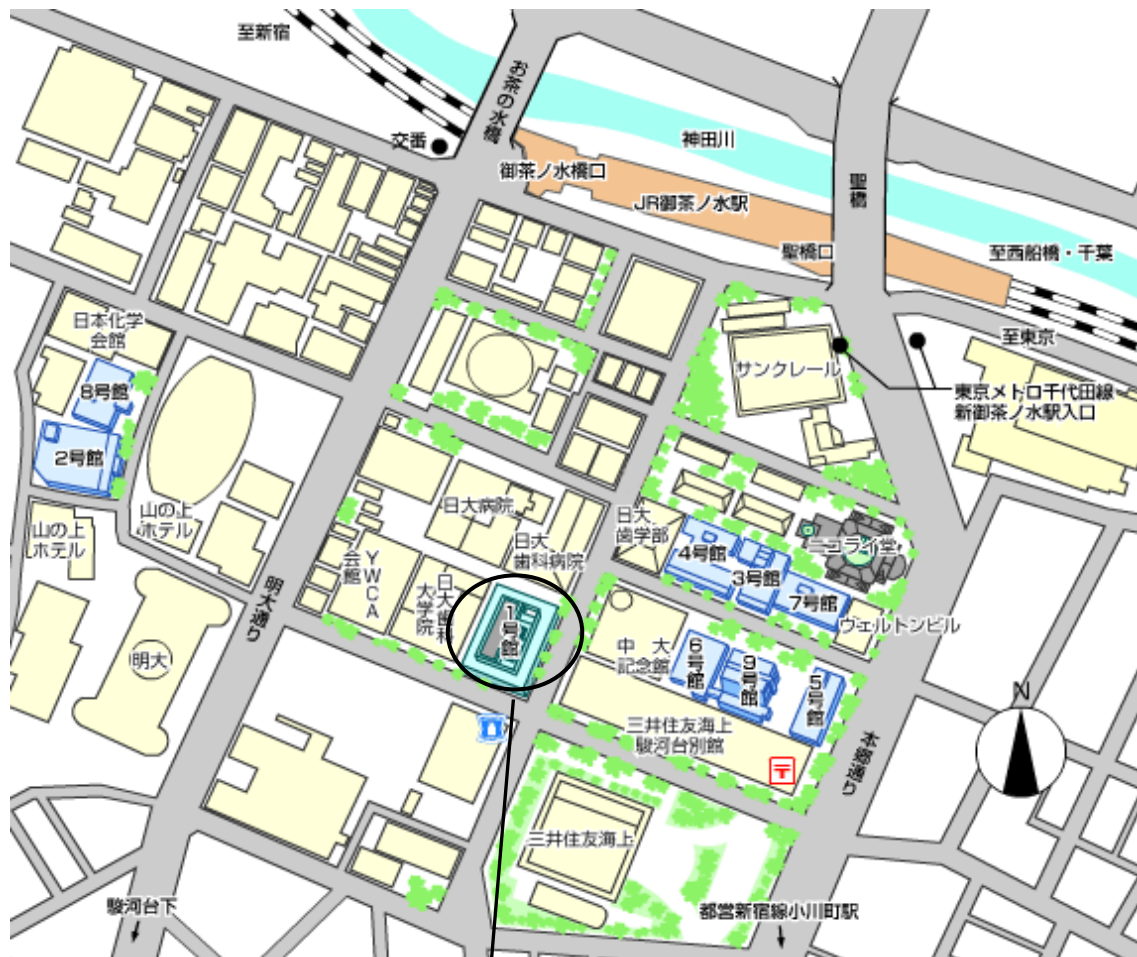 至新宿
お茶の水橋
交番
神田川
御茶ノ水橋口
JR御茶ノ水駅
聖橋
聖橋口
至西船橋・千葉
至東京
日本化学
会館
サンクレール
東京メトロ千代田線
新御茶ノ水駅入口
8号館
2号館
山の上
ホテル
山の上
ホテル
日大病院
日大
歯科病院
日大
歯学部
4号館
3号館
7号館
ニコライ堂
ヴェルトンビル
YWCA
会館
日大歯科
大学院
1号館
明大通り
明大
中大
記念館
6号館
9号館
5号館
N
三井住友海上
駿河台別館
〒
本郷通り
三井住友海上
駿河台下
都営新宿線小川町駅